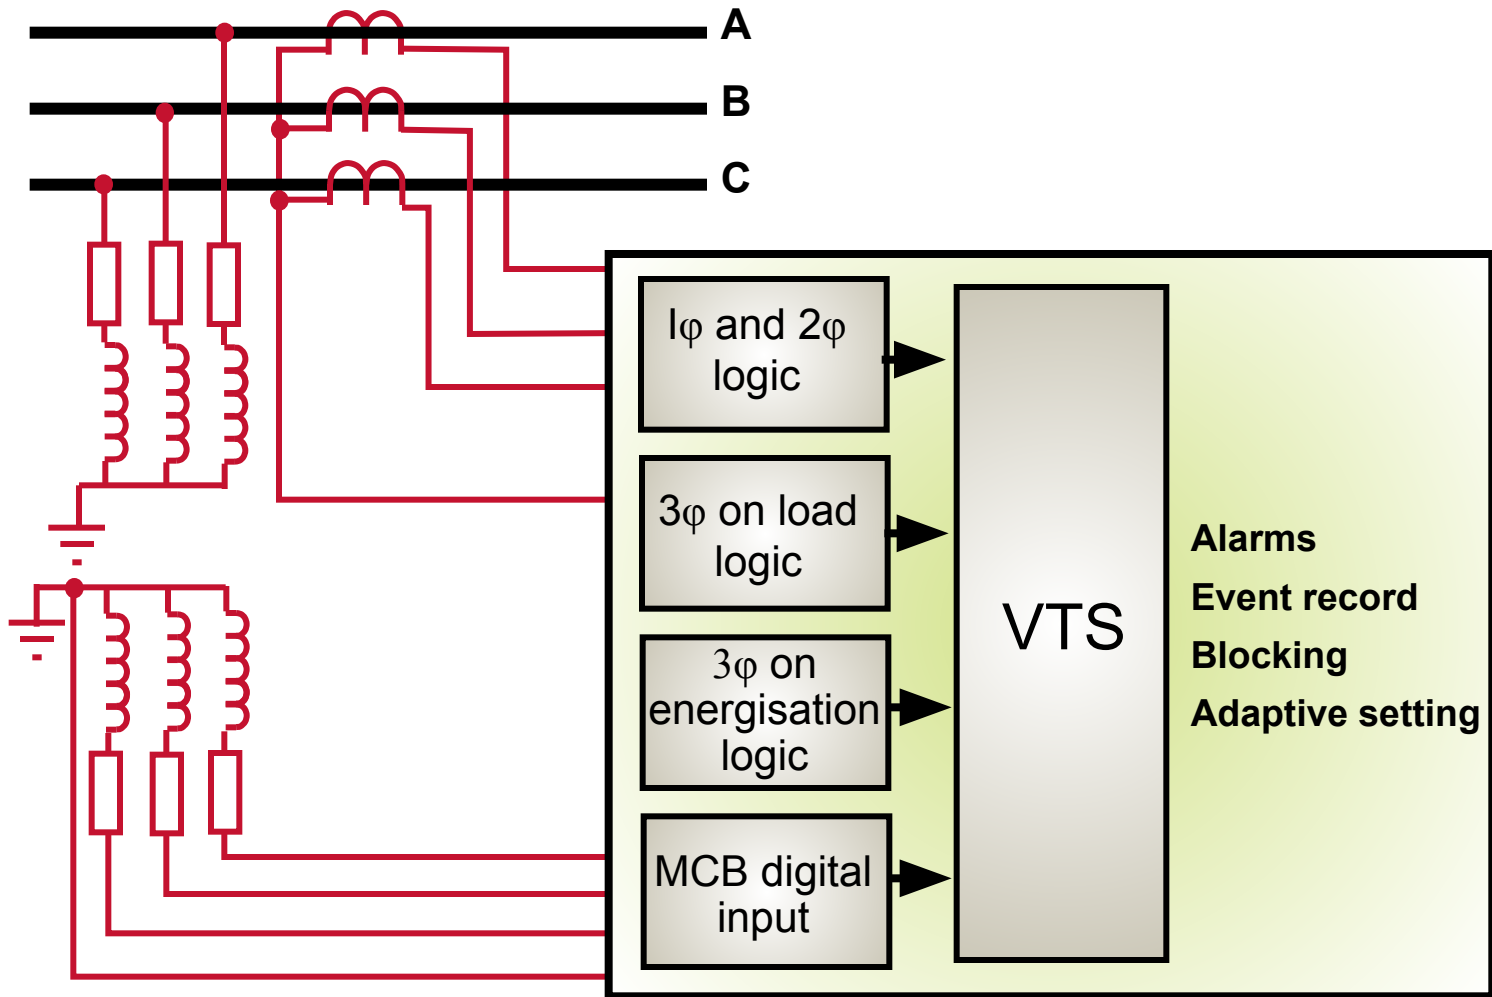 A
B
C
Iφ and 2φ
logic
3φ on load
logic
3φ on
energisation
logic
MCB digital
input
VTS
Alarms
Event record
Blocking
Adaptive setting